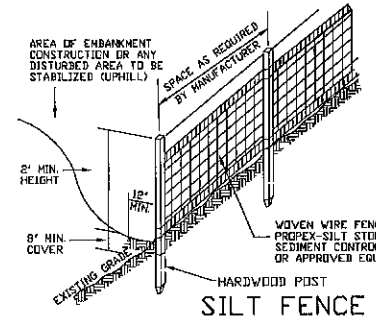 AREA OF EMBANKMENT
CONSTRUCTION OR ANY
DISTURBED AREA TO BE
STABILIZED (UPHILL)
SPACE AS REQUIRED
BY MANUFACTURER
2' MIN.
HEIGHT
12"
MIN.
8" MIN.
COVER
EXISTING GRADE
WOVEN WIRE FENC
PROPEX-SILT STO
SEDIMENT CONTRO
OR APPROVED EQU
HARDWOOD POST
SILT FENCE